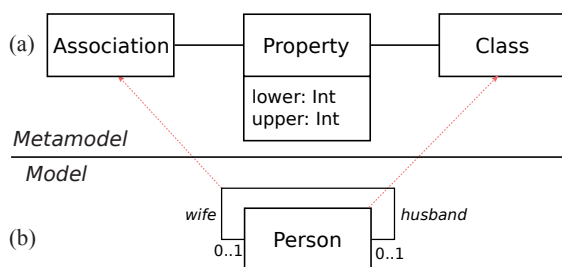 (a)
Association
Property
Class
lower: Int
upper: Int
Metamodel
Model
wife
husband
(b)
0..1
Person
0..1